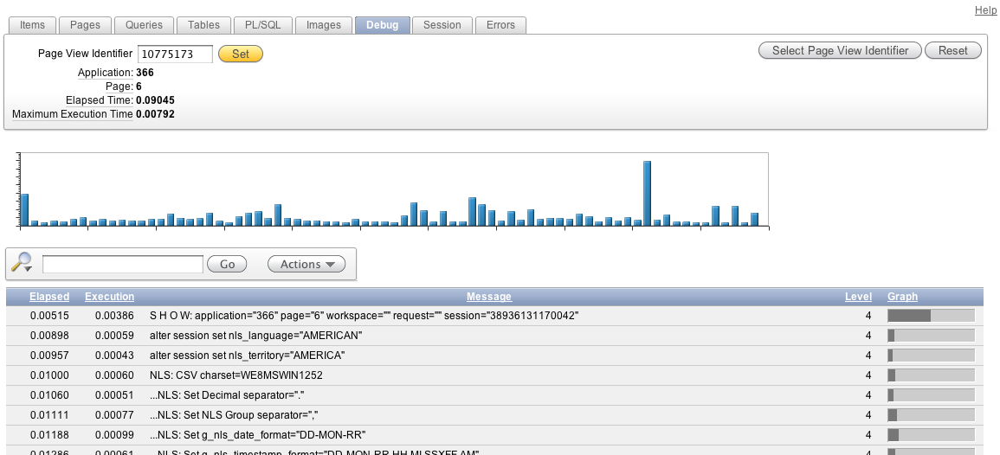 Help
Items Pages Queries Tables PL/SQL Images Debug Session Errors
Page View Identifier 10775173 Set Select Page View Identifier Reset
Application: 366
Page: 6
Elapsed Time: 0.09045
Maximum Execution Time 0.00792
Go Actions
Elapsed Execution Message Level Graph
0.00515 0.00386 S H O W: application="366" page="6" workspace="" request="" session="38936131170042" 4
0.00898 0.00059 alter session set nls_language="AMERICAN" 4
0.00957 0.00043 alter session set nls_territory="AMERICA" 4
0.01000 0.00060 NLS: CSV charset=WE8MSWIN1252 4
0.01060 0.00051 ...NLS: Set Decimal separator="." 4
0.01111 0.00077 ...NLS: Set NLS Group separator="," 4
0.01188 0.00099 ...NLS: Set g_nls_date_format="DD-MON-RR" 4
0.01286 0.00061 ...NLS: Set g_nls_timestamp_format="DD-MON-RR HH.MI.SSXFF AM" 4